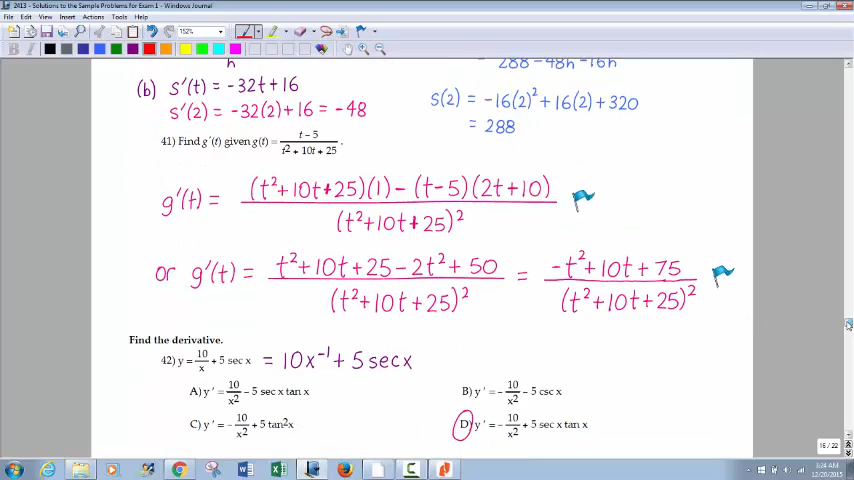 2413 - Solutions to the Sample Problems for Exam 1 - Windows Journal
File Edit View Insert Actions Tools Help
152%
h
288 - 48h - 16h
(b) s'(t) = -32t + 16
s'(2) = -32(2) + 16 = -48
s(2) = -16(2)² + 16(2) + 320
= 288
41) Find g'(t) given g(t) = (t - 5)/(t² + 10t + 25).
g'(t) = ((t²+10t+25)(1) - (t-5)(2t+10))/(t²+10t+25)²
or g'(t) = (t²+10t+25-2t²+50)/(t²+10t+25)² = (-t²+10t+75)/(t²+10t+25)²
Find the derivative.
42) y = 10/x + 5 sec x = 10x⁻¹ + 5 sec x
A) y' = 10/x² - 5 sec x tan x
B) y' = - 10/x² - 5 csc x
C) y' = - 10/x² + 5 tan²x
D) y' = - 10/x² + 5 sec x tan x
16 / 22
3:24 AM
12/20/2015